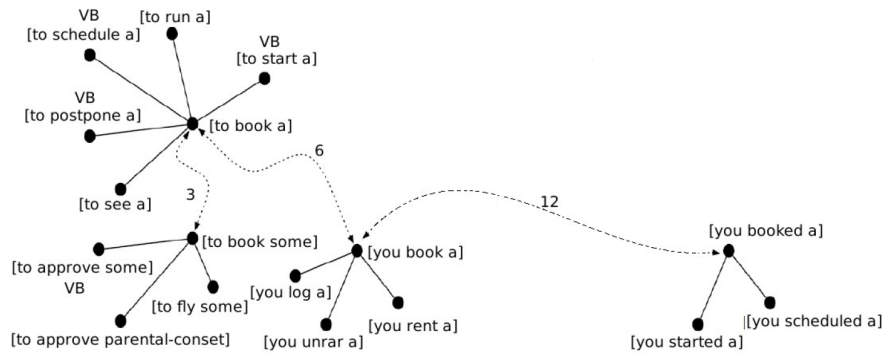 VB
[to run a]
[to schedule a]
VB
[to start a]
VB
[to postpone a]
[to book a]
6
[to see a]
3
12
[you booked a]
[to book some]
[you book a]
[to approve some]
VB
[to fly some]
[you log a]
[you rent a]
[you scheduled a]
[to approve parental-conset]
[you unrar a]
[you started a]